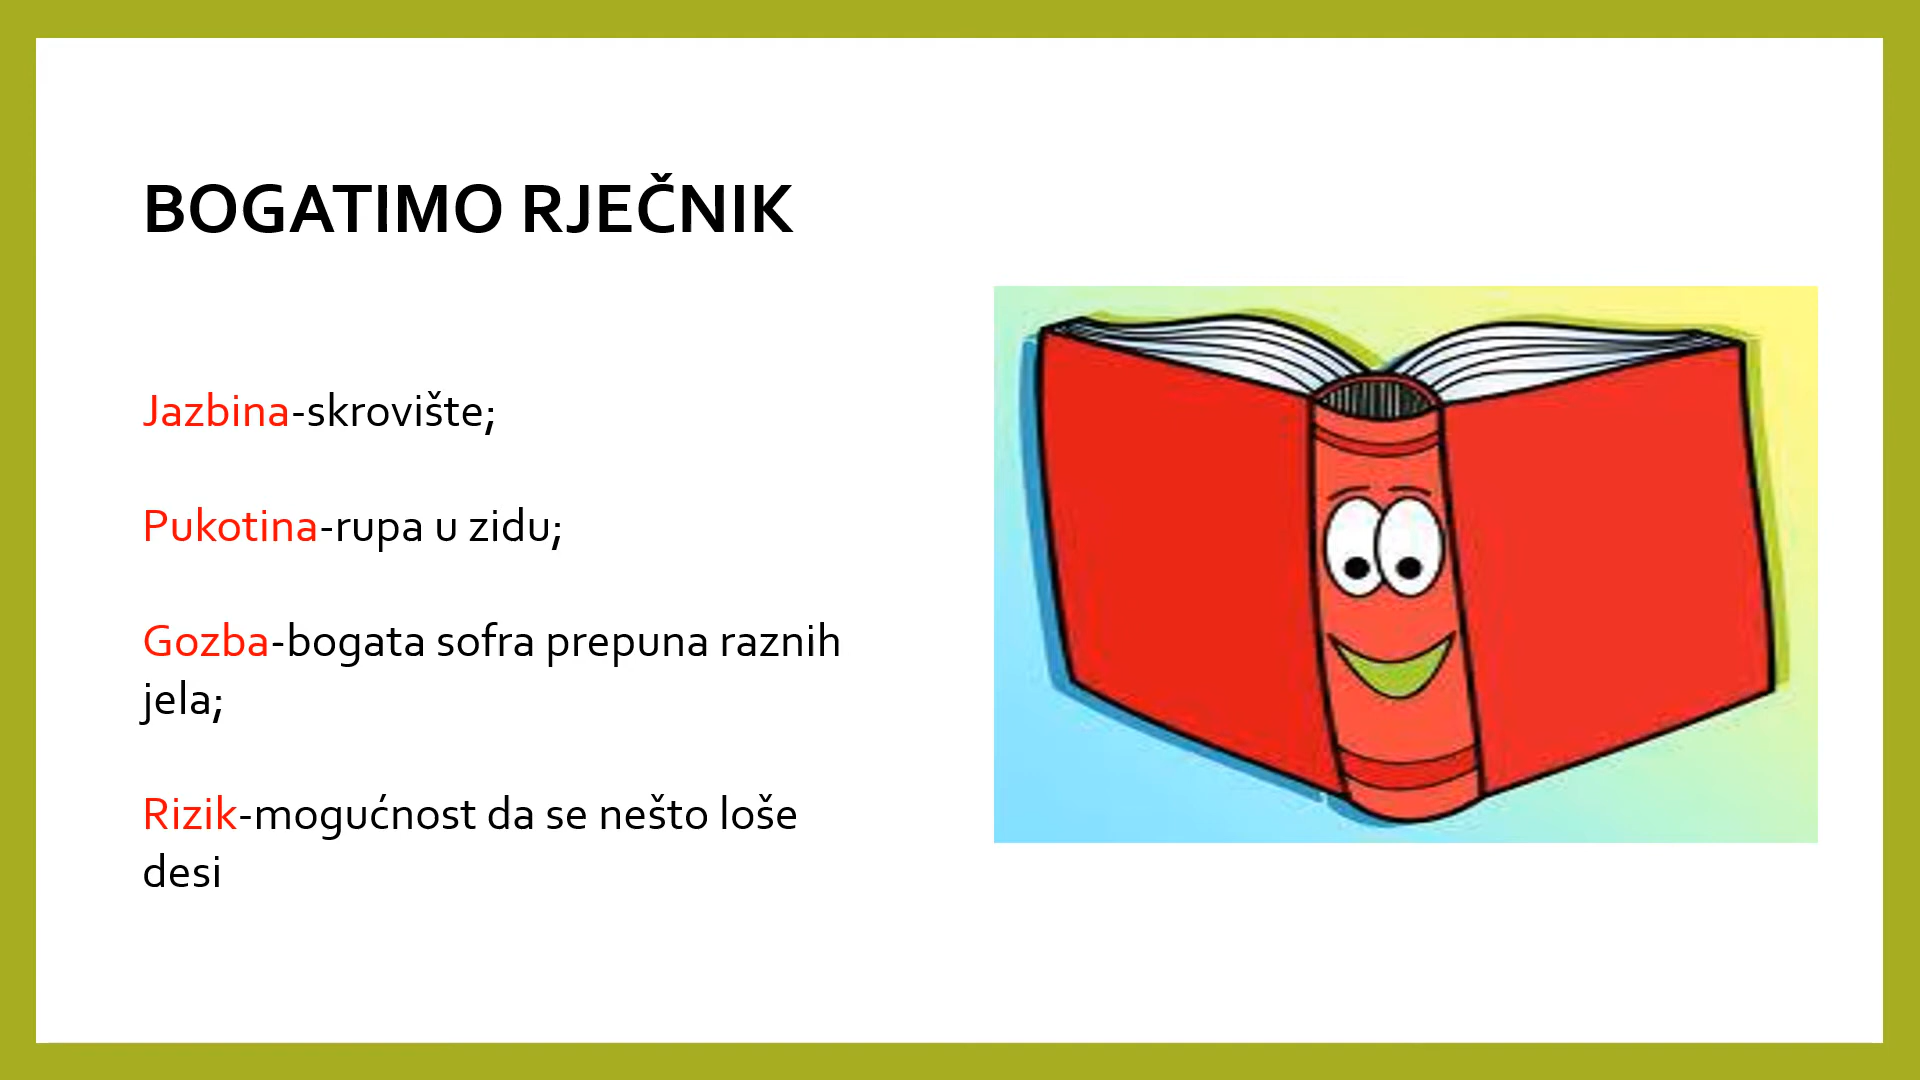 BOGATIMO RJEČNIK
Jazbina-skrovište;
Pukotina-rupa u zidu;
Gozba-bogata sofra prepuna raznih
jela;
Rizik-mogućnost da se nešto loše
desi